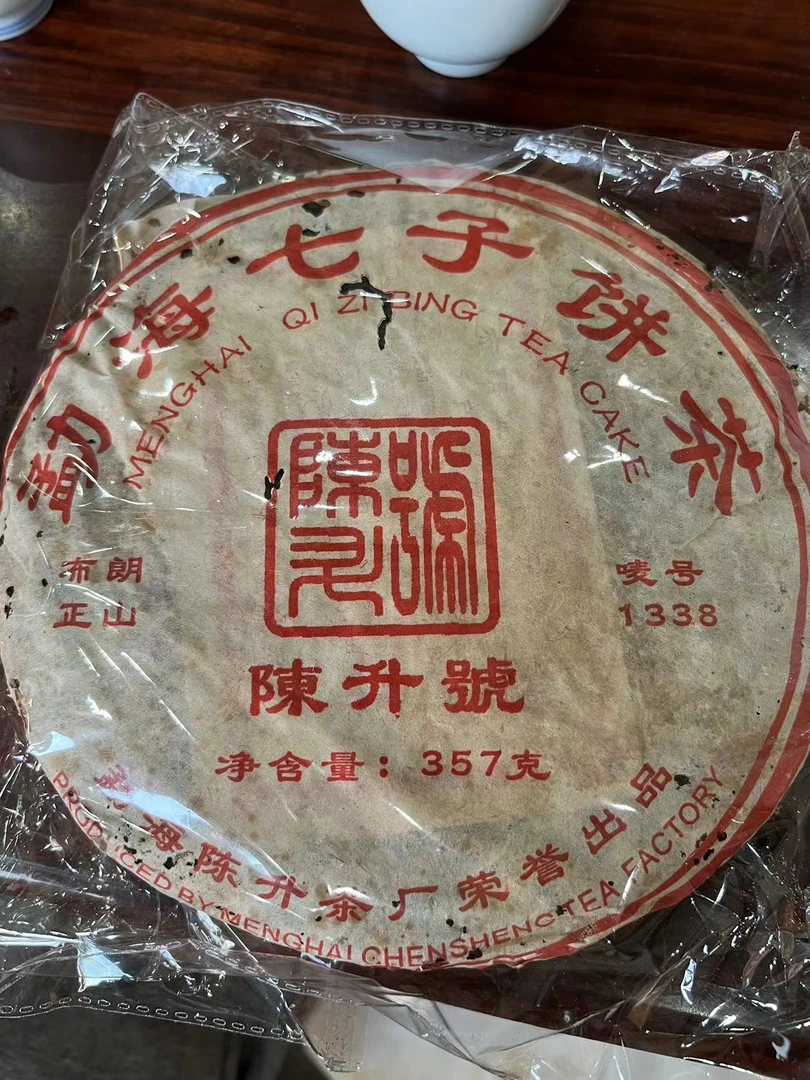 勐海七子饼茶
MENGHAI QI ZI BING TEA CAKE
陳升號
布朗
正山
唛号
1338
陳升號
净含量：357克
勐海陈升茶厂荣誉出品
PRODUCED BY MENGHAI CHENSHENG TEA FACTORY